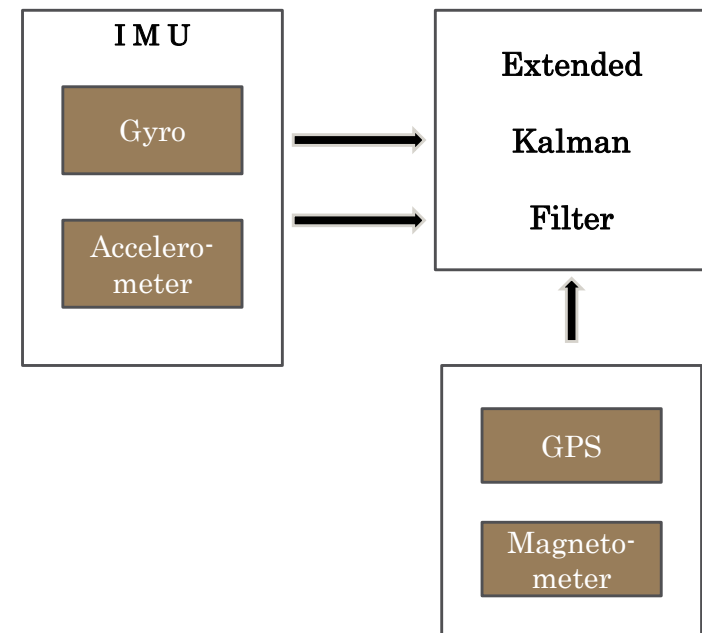 I M U
Gyro
Accelero-
meter
Extended
Kalman
Filter
GPS
Magneto-
meter